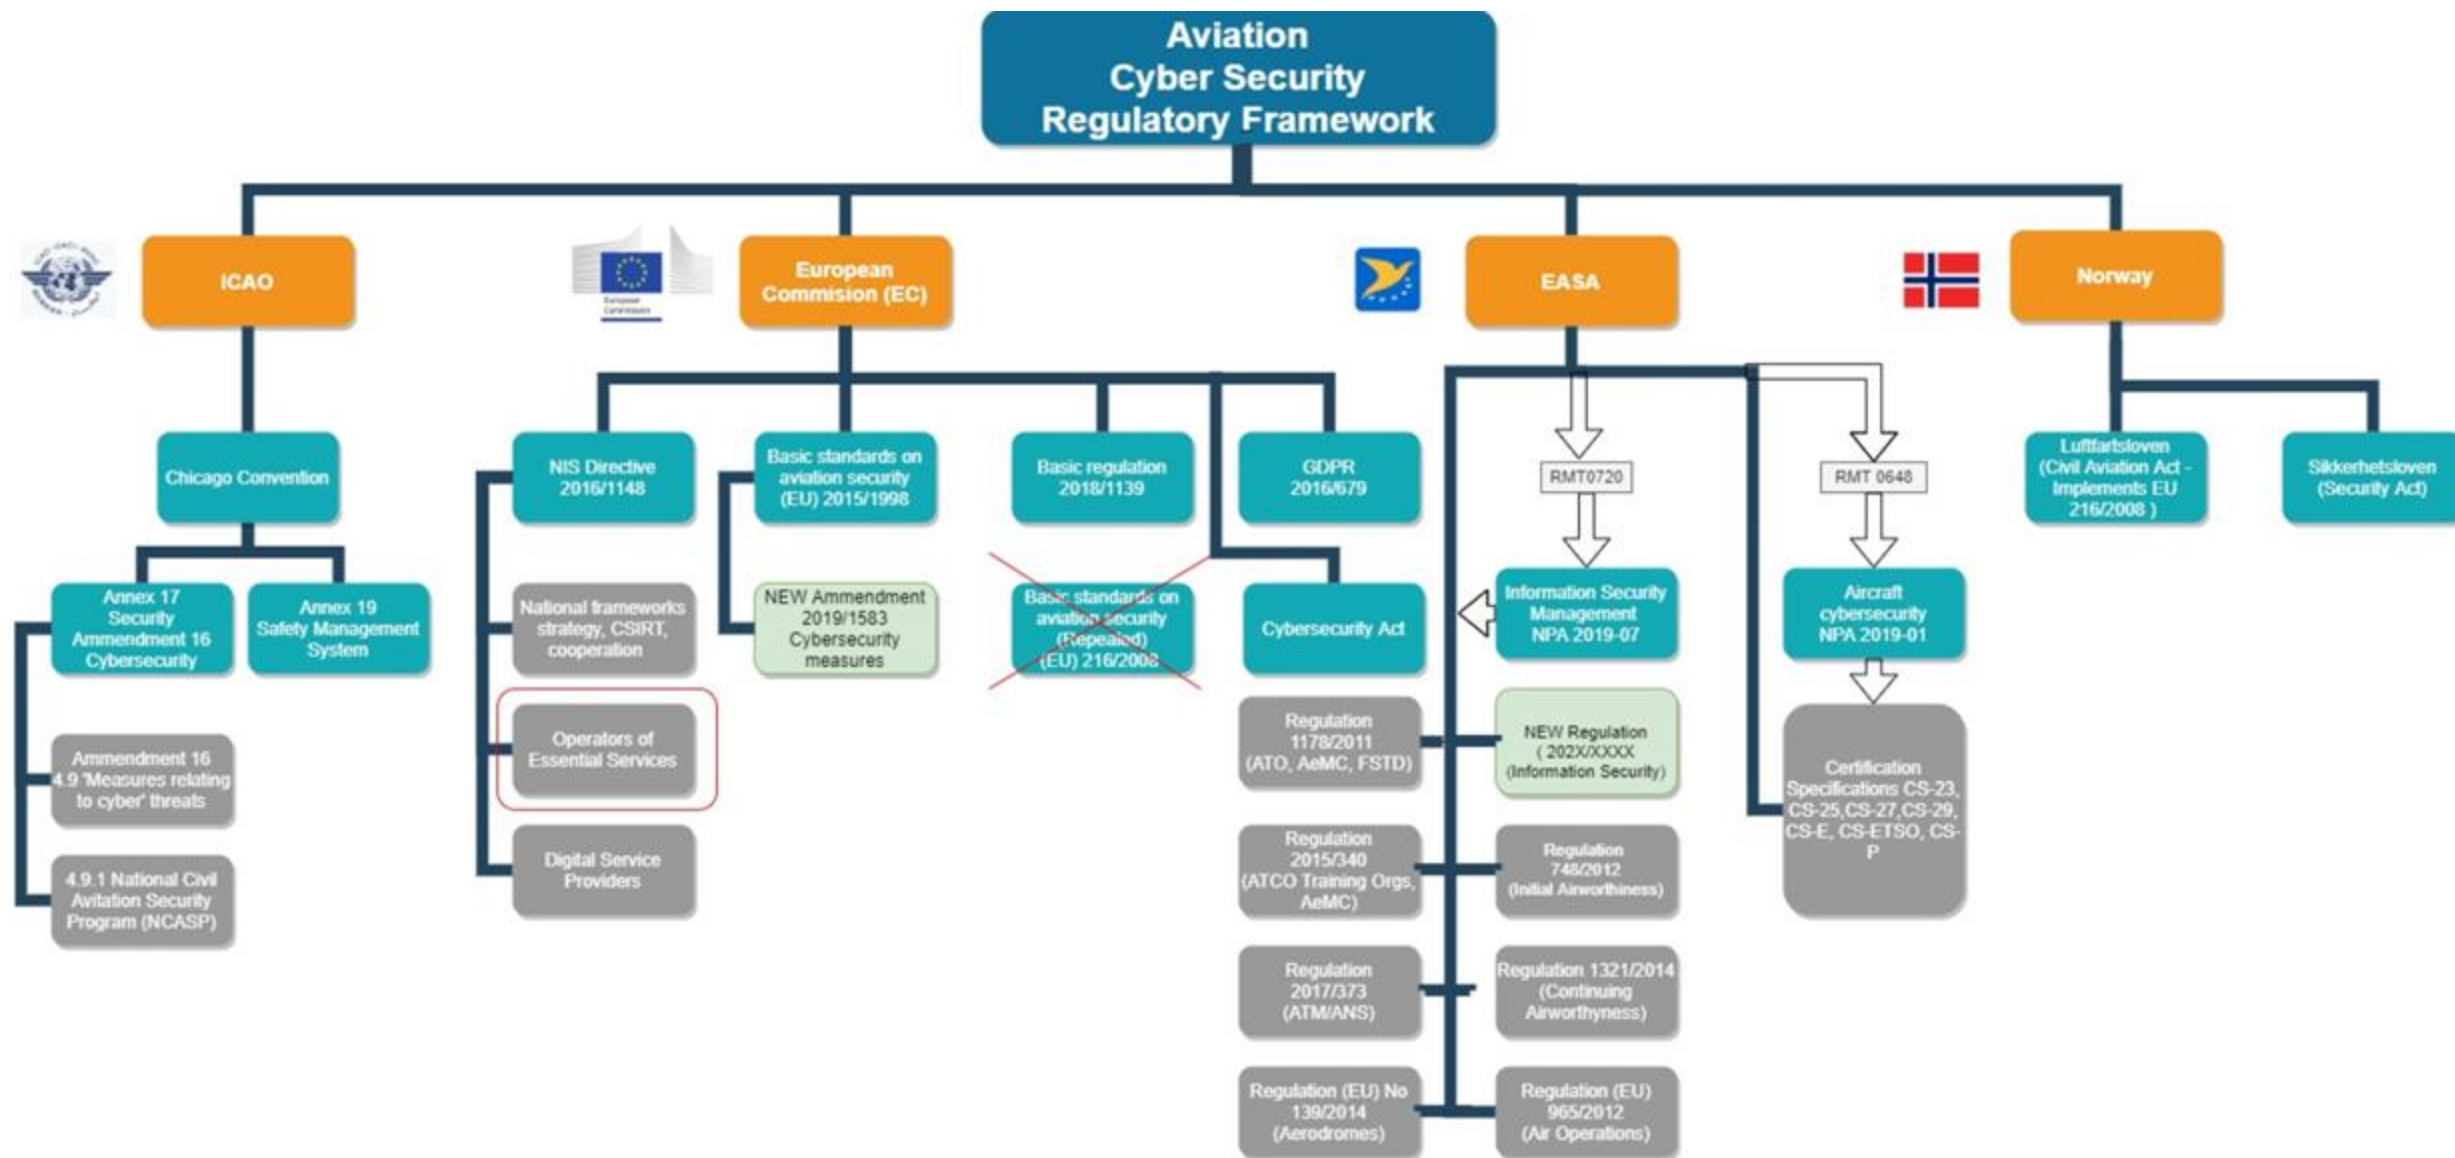 Aviation
Cyber Security
Regulatory Framework
ICAO
European
Commission
European
Commision (EC)
EASA
Norway
Chicago Convention
NIS Directive
2016/1148
Basic standards on
aviation security
(EU) 2015/1998
Basic regulation
2018/1139
GDPR
2016/679
RMT0720
RMT 0648
Luftfartsloven
(Civil Aviation Act -
Implements EU
216/2008 )
Sikkerhetsloven
(Security Act)
Annex 17
Security
Ammendment 16
Cybersecurity
Annex 19
Safety Management
System
National frameworks
strategy, CSIRT,
cooperation
NEW Ammendment
2019/1583
Cybersecurity
measures
Basic standards on
aviation security
(Repealed)
(EU) 216/2008
Cybersecurity Act
Information Security
Management
NPA 2019-07
Aircraft
cybersecurity
NPA 2019-01
Ammendment 16
4.9 'Measures relating
to cyber' threats
Operators of
Essential Services
Regulation
1178/2011
(ATO, AeMC, FSTD)
NEW Regulation
( 202X/XXXX
(Information Security)
Certification
Specifications CS-23,
CS-25,CS-27,CS-29,
CS-E, CS-ETSO, CS-
P
4.9.1 National Civil
Avitation Security
Program (NCASP)
Digital Service
Providers
Regulation
2015/340
(ATCO Training Orgs,
AeMC)
Regulation
748/2012
(Initial Airworthiness)
Regulation
2017/373
(ATM/ANS)
Regulation 1321/2014
(Continuing
Airworthyness)
Regulation (EU) No
139/2014
(Aerodromes)
Regulation (EU)
965/2012
(Air Operations)